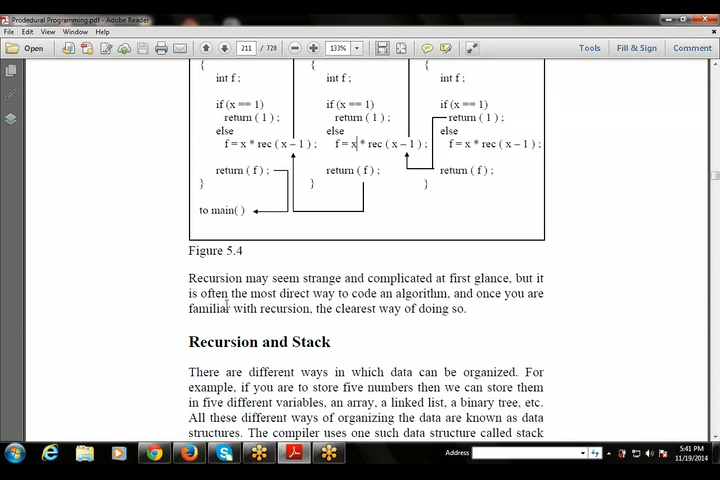 Prodedural Programming.pdf - Adobe Reader
File Edit View Window Help
Open 211 / 728 133% Tools Fill & Sign Comment
{ { {
int f ; int f ; int f ;
if (x == 1) if (x == 1) if (x == 1)
return ( 1 ) ; return ( 1 ) ; return ( 1 ) ;
else else else
f = x * rec ( x – 1 ) ; f = x * rec ( x – 1 ) ; f = x * rec ( x – 1 ) ;
return ( f ) ; return ( f ) ; return ( f ) ;
} } }
to main( )
Figure 5.4
Recursion may seem strange and complicated at first glance, but it
is often the most direct way to code an algorithm, and once you are
familiar with recursion, the clearest way of doing so.
Recursion and Stack
There are different ways in which data can be organized. For
example, if you are to store five numbers then we can store them
in five different variables, an array, a linked list, a binary tree, etc.
All these different ways of organizing the data are known as data
structures. The compiler uses one such data structure called stack
Address
5:41 PM
11/19/2014